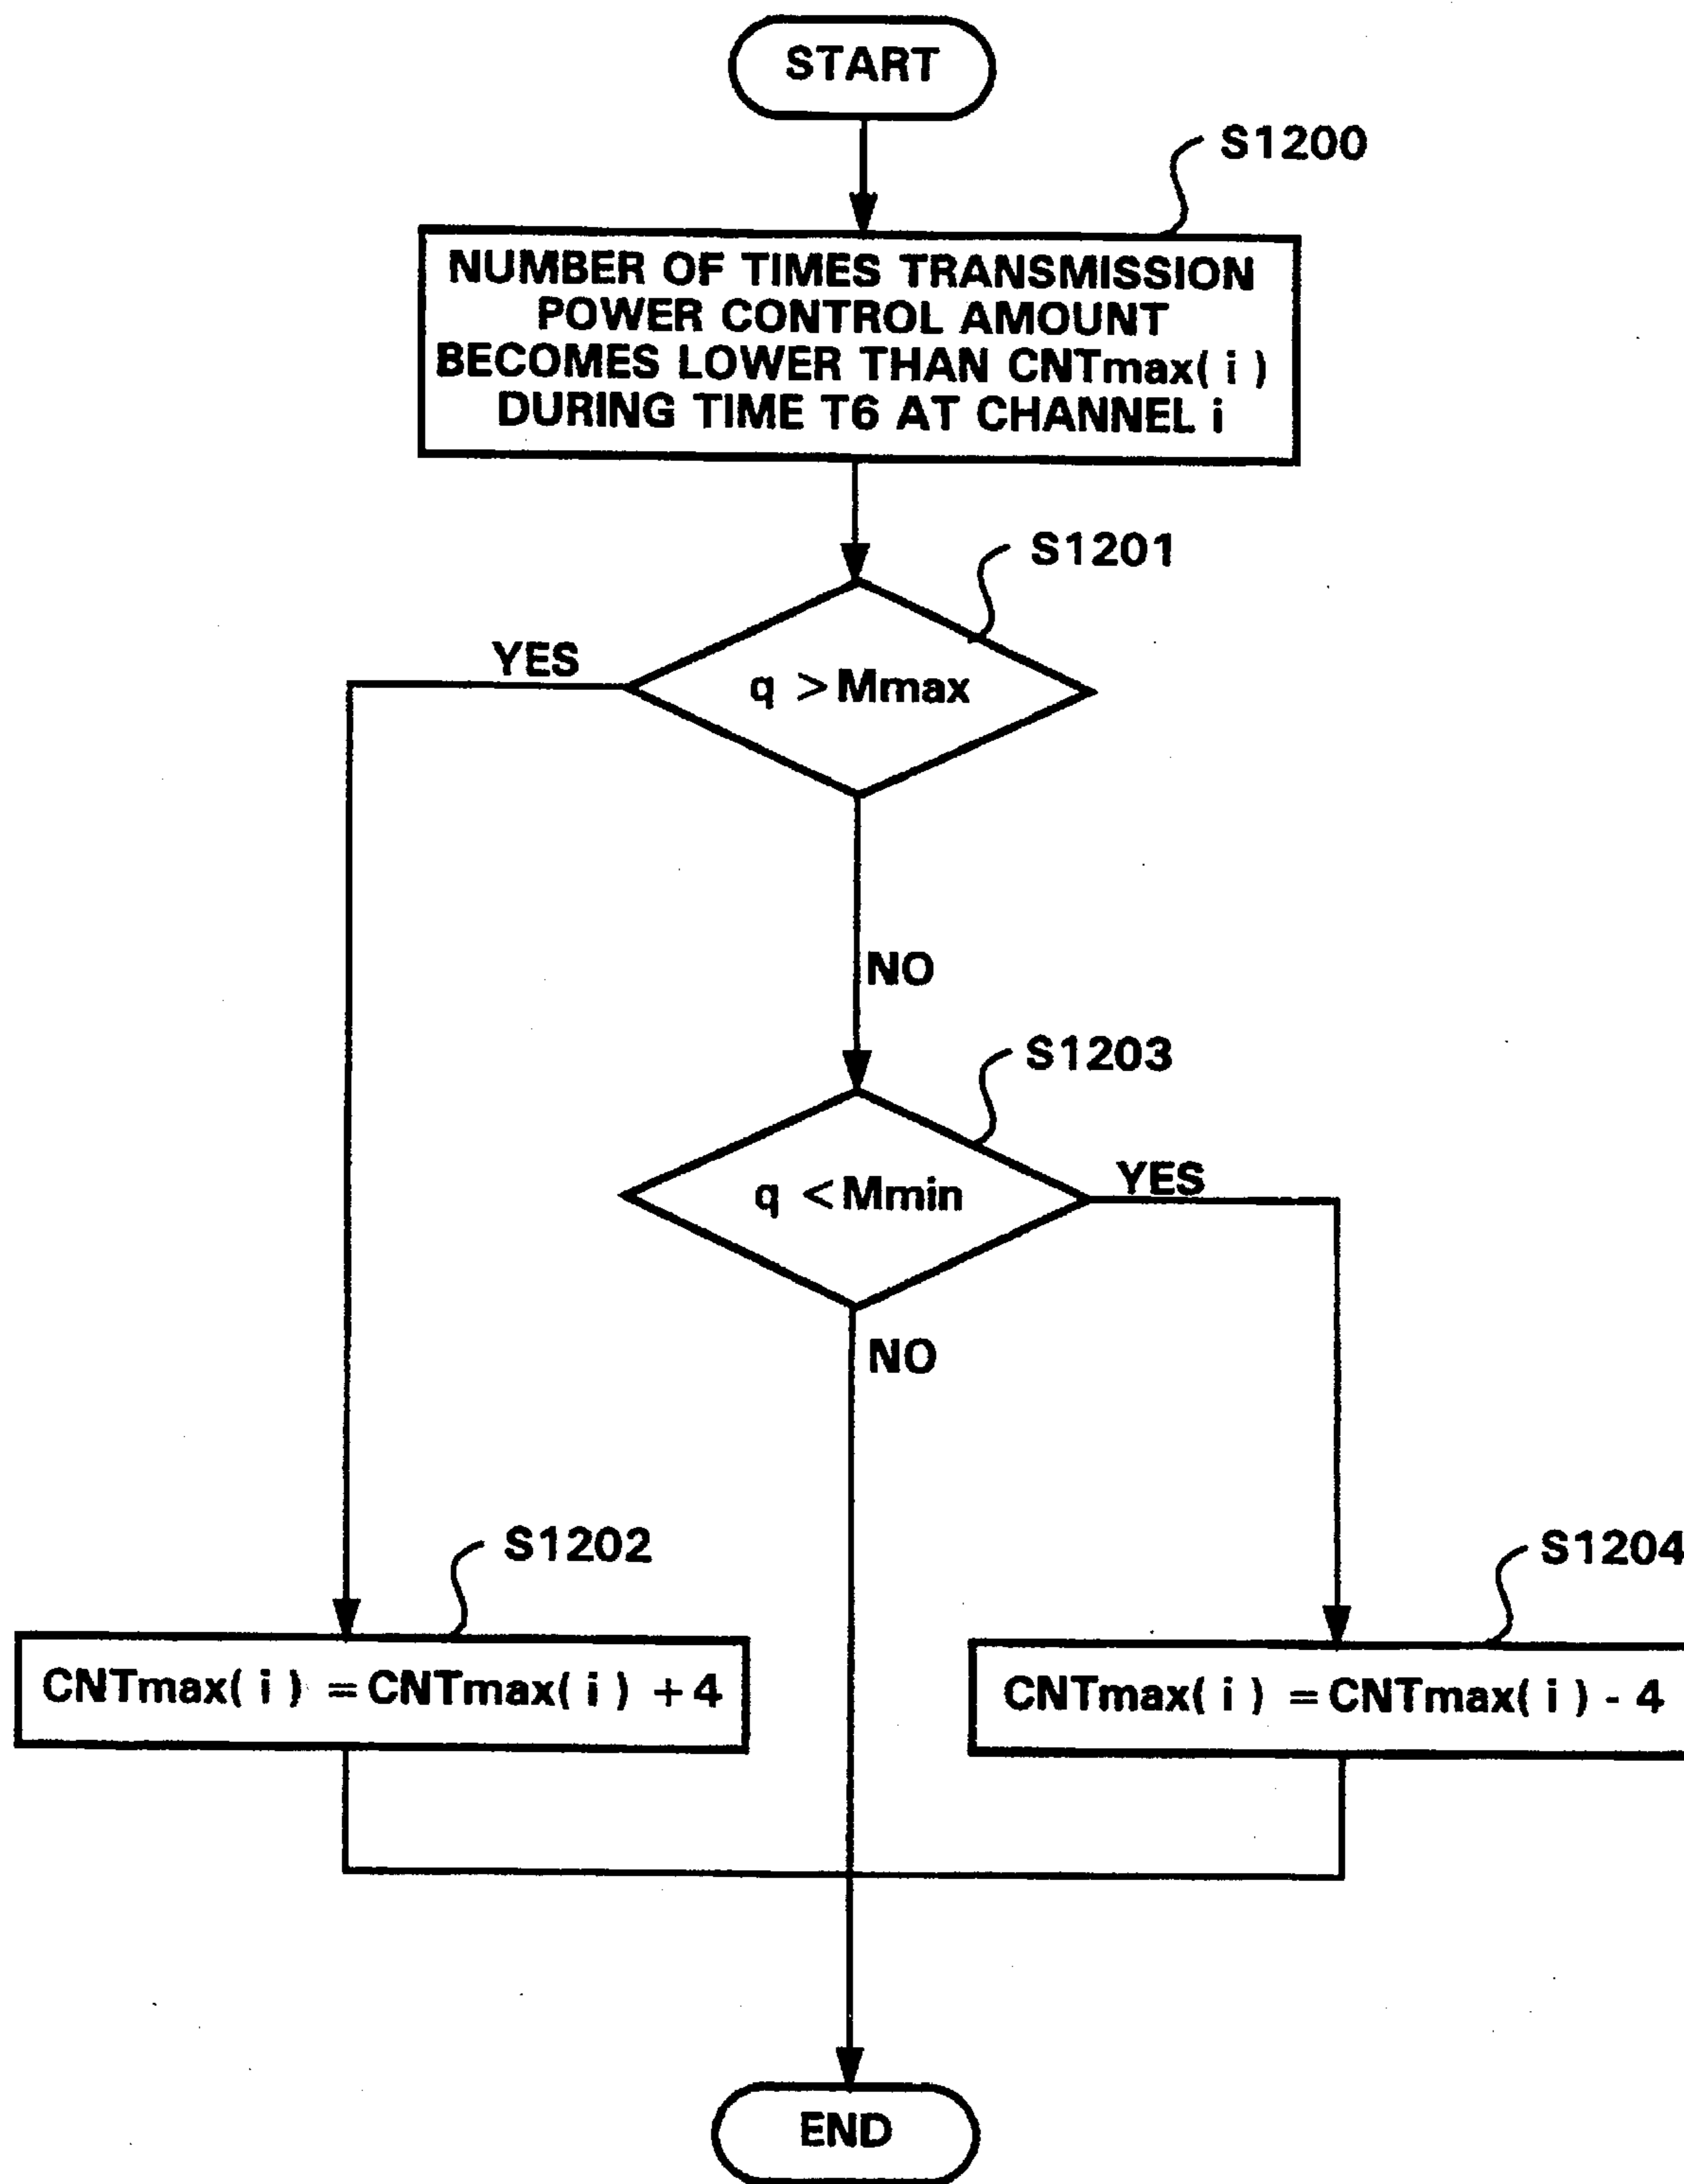 START
S1200
NUMBER OF TIMES TRANSMISSION
POWER CONTROL AMOUNT
BECOMES LOWER THAN CNTmax( i )
DURING TIME T6 AT CHANNEL i
S1201
YES
q > Mmax
NO
S1203
q < Mmin
YES
NO
S1202
S1204
CNTmax( i ) = CNTmax( i ) + 4
CNTmax( i ) = CNTmax( i ) - 4
END